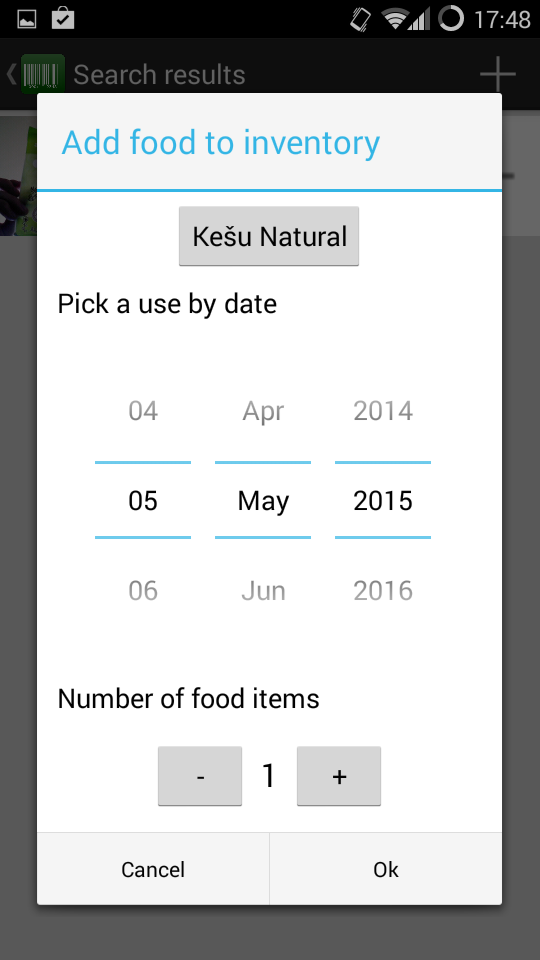 17:48
Search results
Add food to inventory
Kešu Natural
Pick a use by date
04 Apr 2014
05 May 2015
06 Jun 2016
Number of food items
- 1 +
Cancel Ok